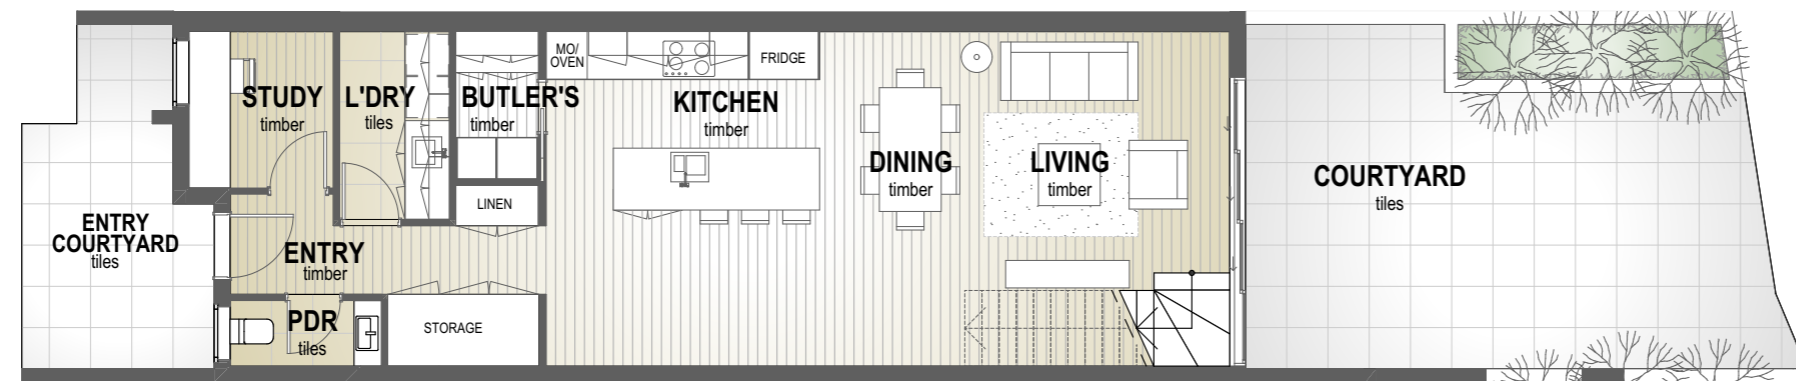 STUDY
timber
L'DRY
tiles
BUTLER'S
timber
MO/
OVEN
FRIDGE
KITCHEN
timber
DINING
timber
LIVING
timber
COURTYARD
tiles
LINEN
ENTRY
COURTYARD
tiles
ENTRY
timber
PDR
tiles
STORAGE